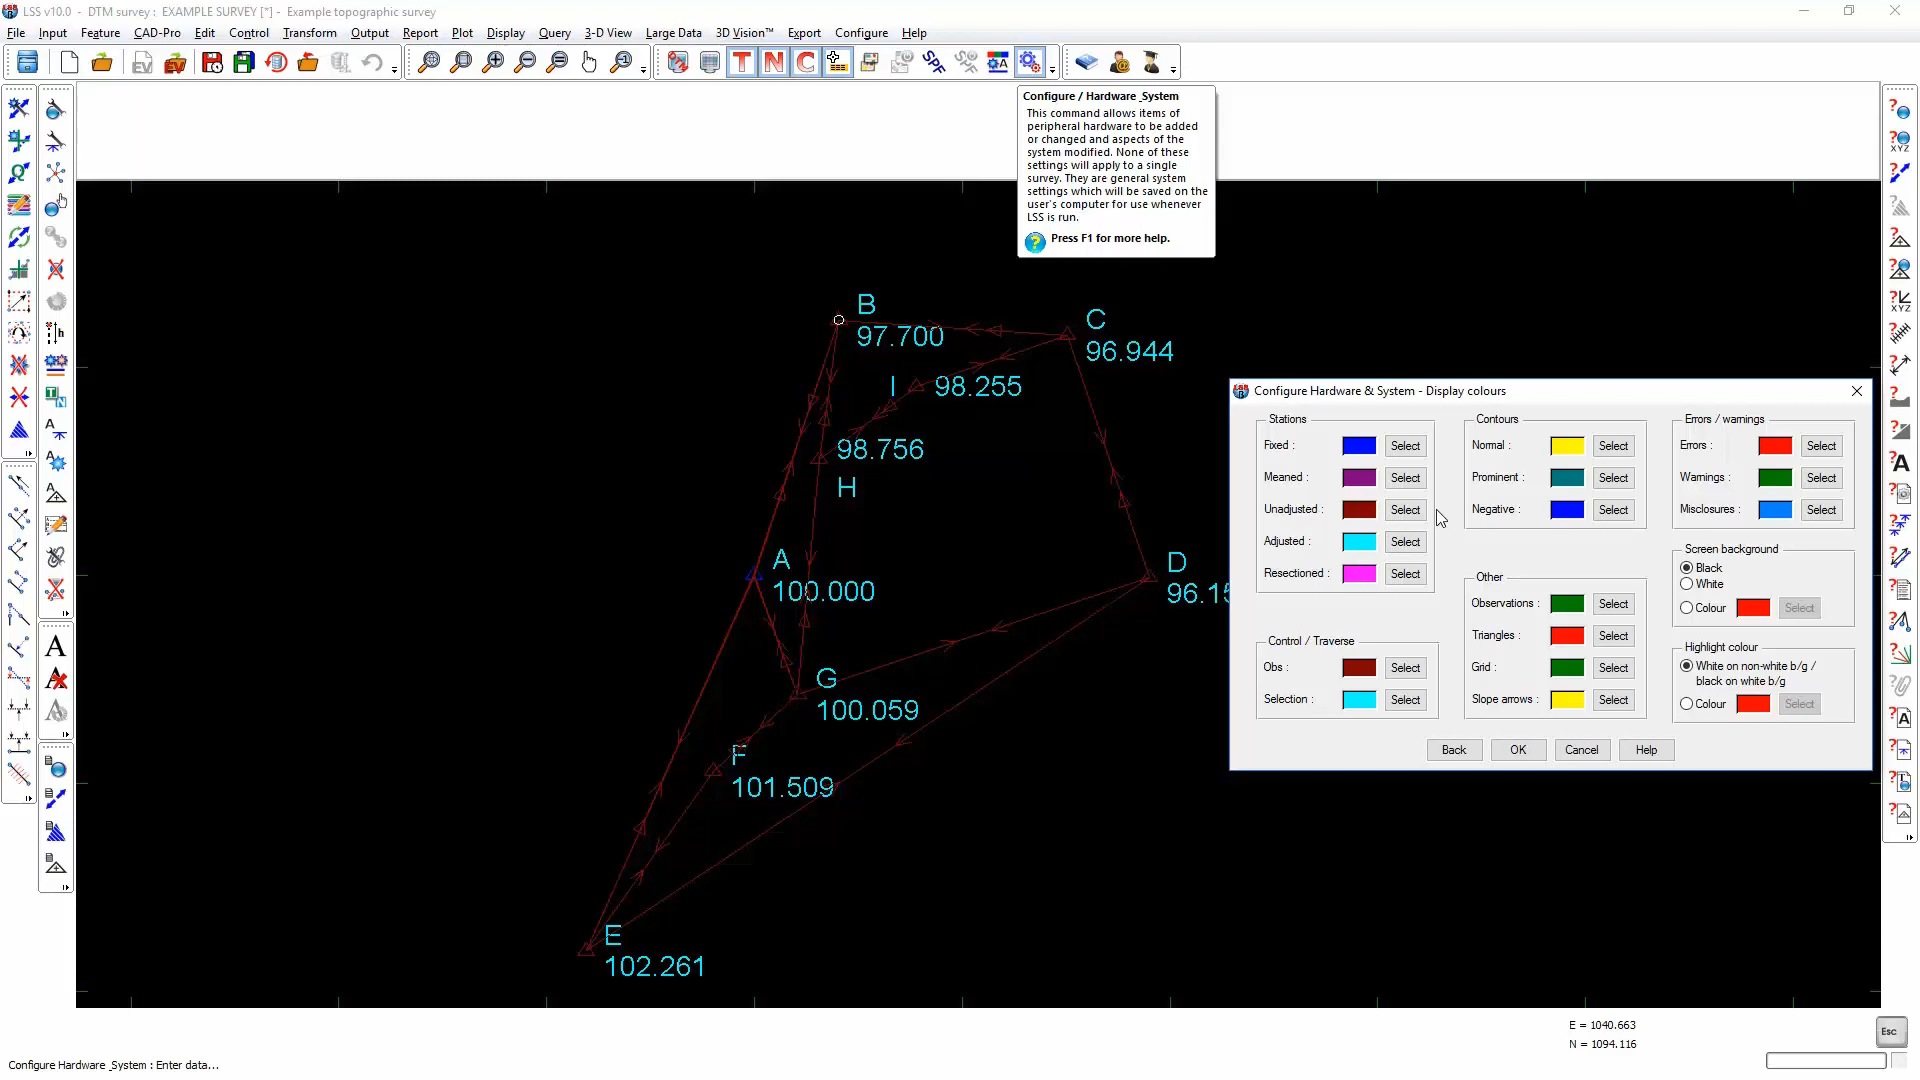 LSS v10.0 - DTM survey : EXAMPLE SURVEY [*] - Example topographic survey
File Input Feature CAD-Pro Edit Control Transform Output Report Plot Display Query 3-D View Large Data 3D Vision™ Export Configure Help
EV EV T N C SPF SPF A
Configure / Hardware _System
This command allows items of
peripheral hardware to be added
or changed and aspects of the
system modified. None of these
settings will apply to a single
survey. They are general system
settings which will be saved on the
user's computer for use whenever
LSS is run.
Press F1 for more help.
B
97.700
C
96.944
I 98.255
98.756
H
A
100.000
D
96.15
G
100.059
F
101.509
E
102.261
Configure Hardware & System - Display colours
Stations
Fixed : Select
Meaned : Select
Unadjusted : Select
Adjusted : Select
Resectioned : Select
Control / Traverse
Obs : Select
Selection : Select
Contours
Normal : Select
Prominent : Select
Negative : Select
Other
Observations : Select
Triangles : Select
Grid : Select
Slope arrows : Select
Errors / warnings
Errors : Select
Warnings : Select
Misclosures : Select
Screen background
Black
White
Colour Select
Highlight colour
White on non-white b/g /
black on white b/g
Colour Select
Back OK Cancel Help
E = 1040.663
N = 1094.116
Esc
Configure Hardware _System : Enter data...